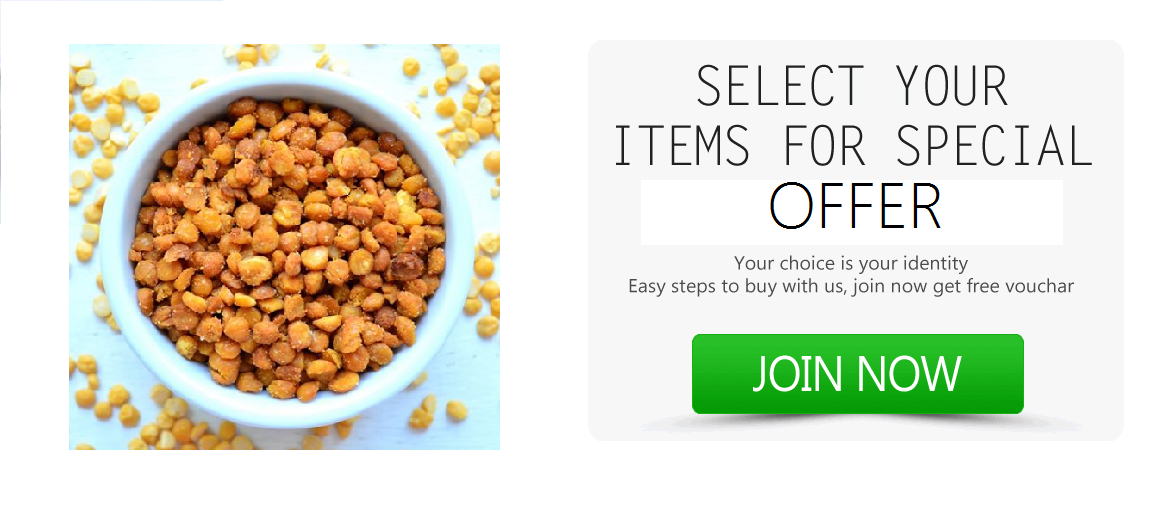 SELECT YOUR
ITEMS FOR SPECIAL
OFFER
Your choice is your identity
Easy steps to buy with us, join now get free vouchar
JOIN NOW